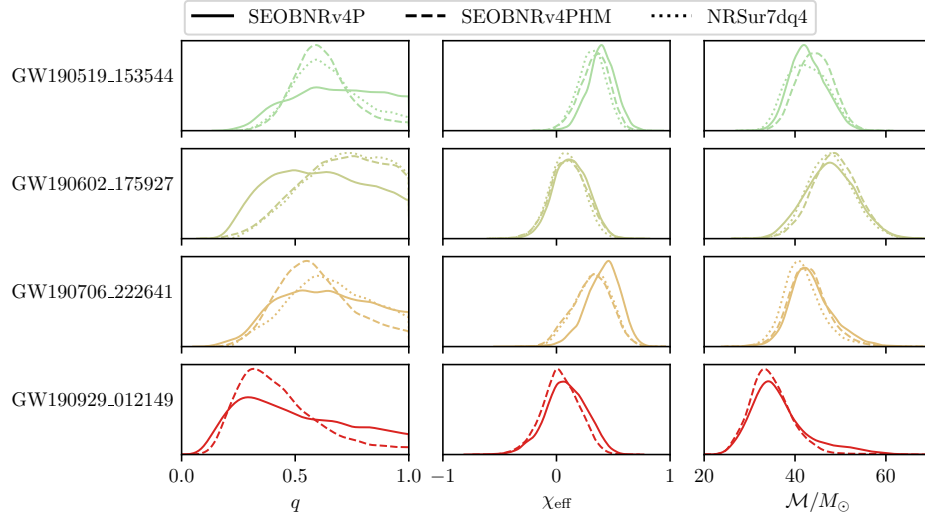 SEOBNRv4P SEOBNRv4PHM NRSur7dq4
GW190519_153544
GW190602_175927
GW190706_222641
GW190929_012149
0.0 0.5 1.0 −1 0 1 20 40 60
q χeff ℳ/M⊙